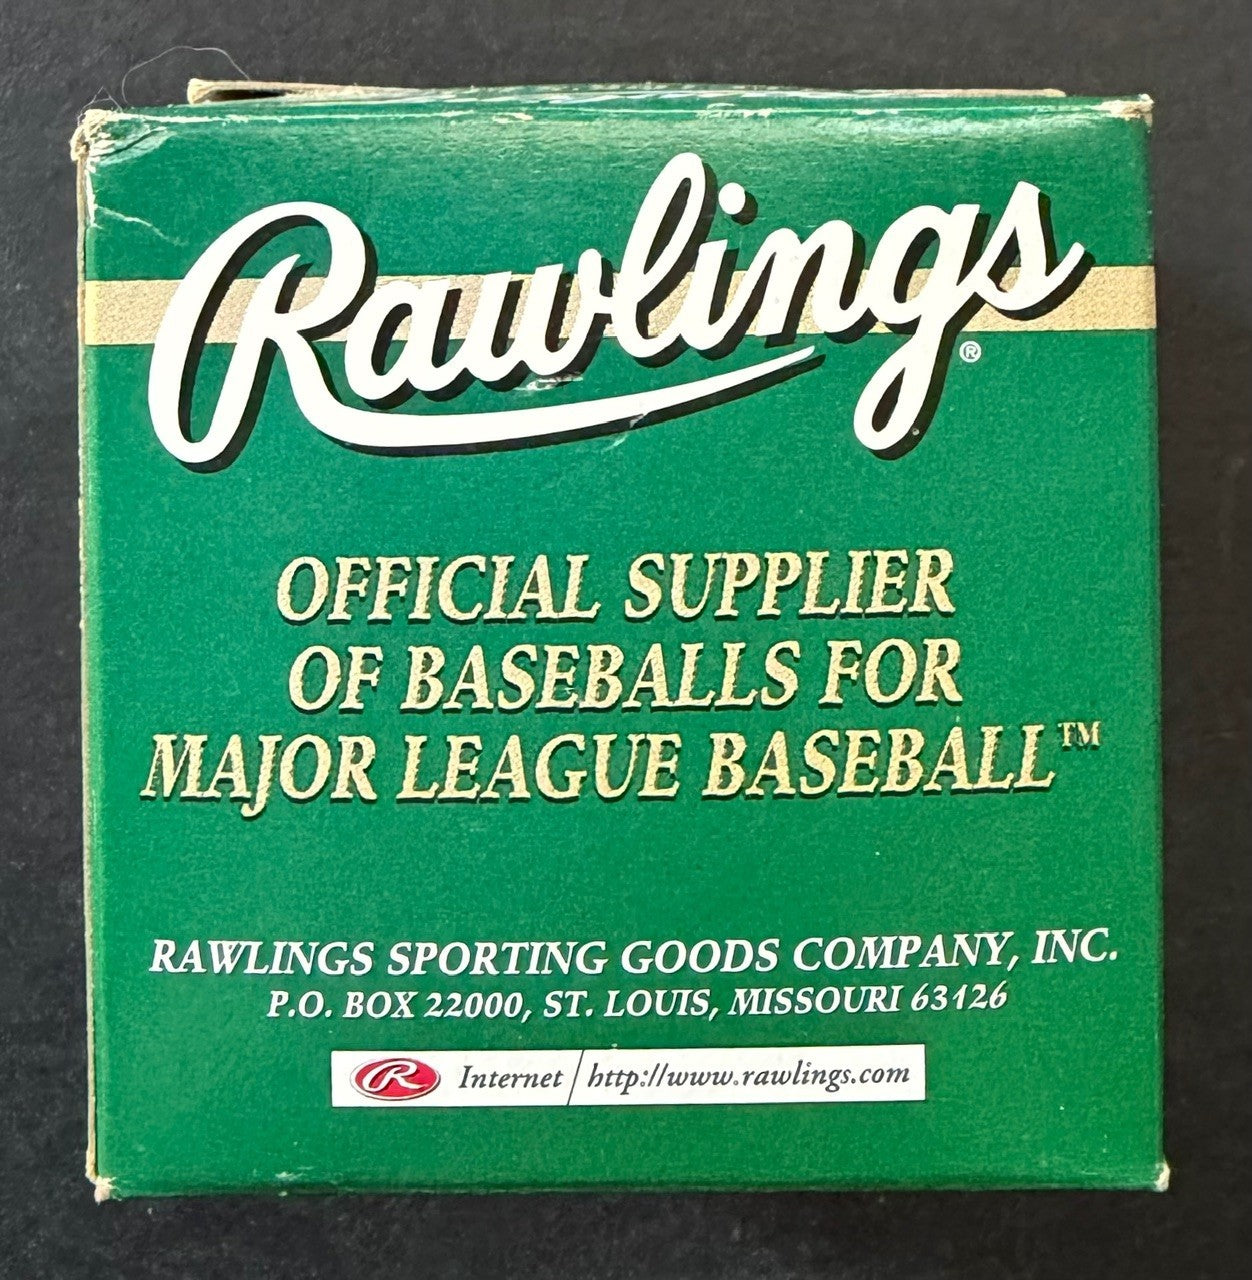 Rawlings®
OFFICIAL SUPPLIER
OF BASEBALLS FOR
MAJOR LEAGUE BASEBALL™
RAWLINGS SPORTING GOODS COMPANY, INC.
P.O. BOX 22000, ST. LOUIS, MISSOURI 63126
R Internet / http://www.rawlings.com